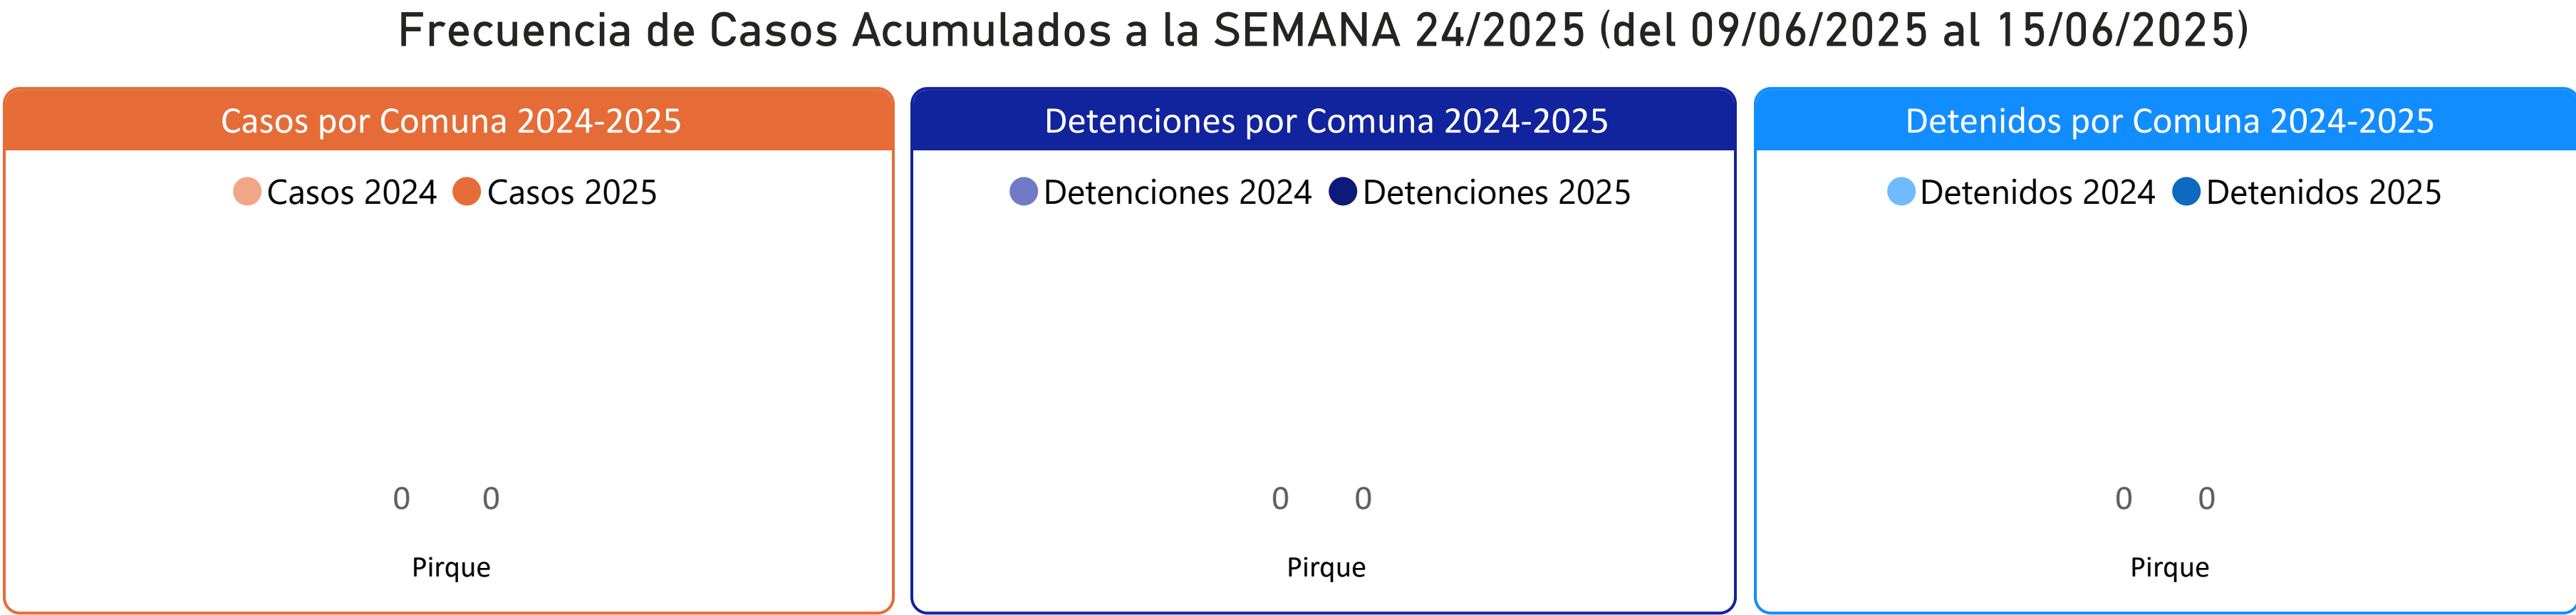 Frecuencia de Casos Acumulados a la SEMANA 24/2025 (del 09/06/2025 al 15/06/2025)
Casos por Comuna 2024-2025
Casos 2024 Casos 2025
0 0
Pirque
Detenciones por Comuna 2024-2025
Detenciones 2024 Detenciones 2025
0 0
Pirque
Detenidos por Comuna 2024-2025
Detenidos 2024 Detenidos 2025
0 0
Pirque